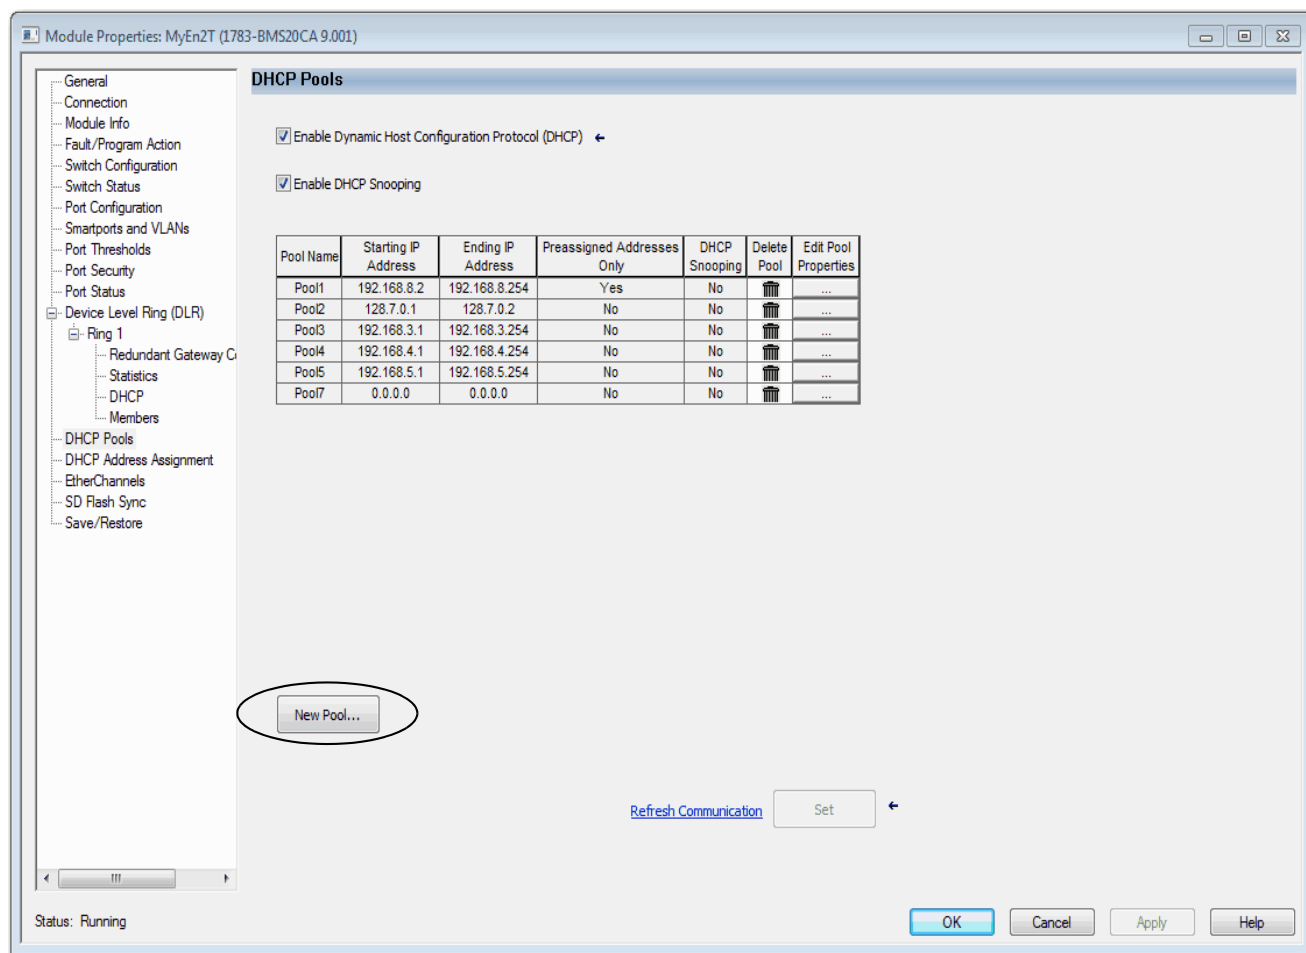 Module Properties: MyEn2T (1783-BMS20CA 9.001)
General
Connection
Module Info
Fault/Program Action
Switch Configuration
Switch Status
Port Configuration
Smartports and VLANs
Port Thresholds
Port Security
Port Status
Device Level Ring (DLR)
Ring 1
Redundant Gateway
Statistics
DHCP
Members
DHCP Pools
DHCP Address Assignment
EtherChannels
SD Flash Sync
Save/Restore
DHCP Pools
Enable Dynamic Host Configuration Protocol (DHCP)
Enable DHCP Snooping
Pool Name Starting IP Address Ending IP Address Preassigned Addresses Only DHCP Snooping Delete Pool Edit Pool Properties
Pool1 192.168.8.2 192.168.8.254 Yes No ...
Pool2 128.7.0.1 128.7.0.2 No No ...
Pool3 192.168.3.1 192.168.3.254 No No ...
Pool4 192.168.4.1 192.168.4.254 No No ...
Pool5 192.168.5.1 192.168.5.254 No No ...
Pool7 0.0.0.0 0.0.0.0 No No ...
New Pool...
Refresh Communication Set
Status: Running
OK Cancel Apply Help